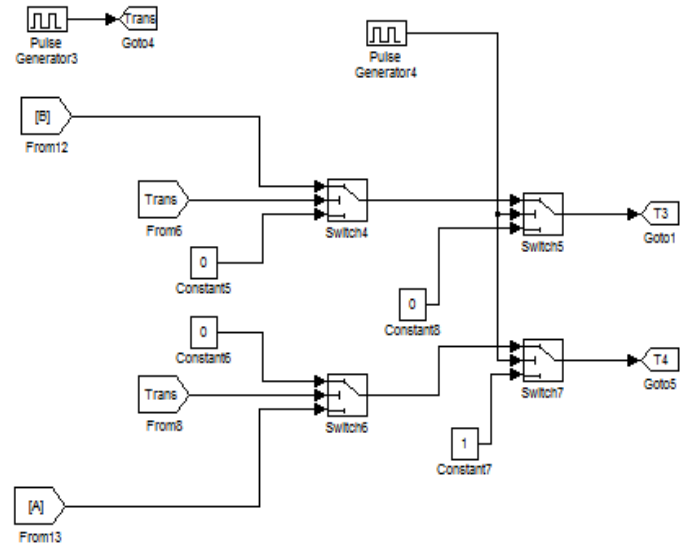 Trans
Pulse
Generator3
Goto4
Pulse
Generator4
[B]
From12
Trans
From6
Switch4
Switch5
T3
Goto1
0
Constant5
0
Constant8
0
Constant6
Trans
From8
Switch6
Switch7
T4
Goto5
1
Constant7
[A]
From13